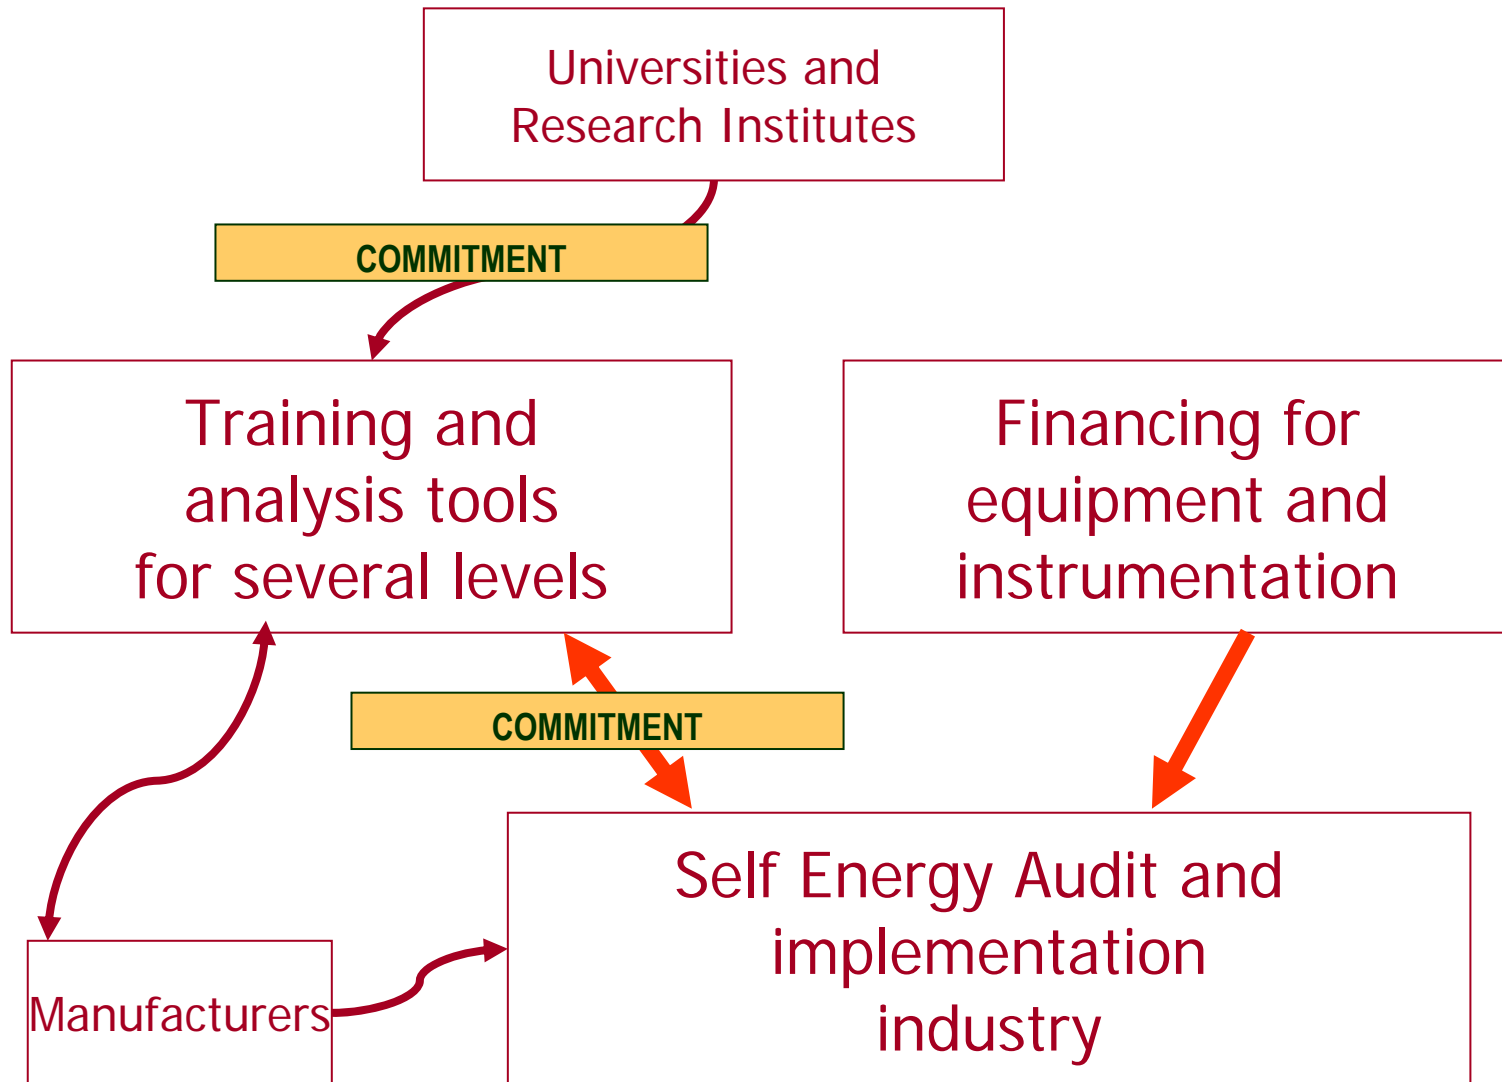 Universities and
Research Institutes
COMMITMENT
Training and
analysis tools
for several levels
Financing for
equipment and
instrumentation
COMMITMENT
Self Energy Audit and
implementation
industry
Manufacturers